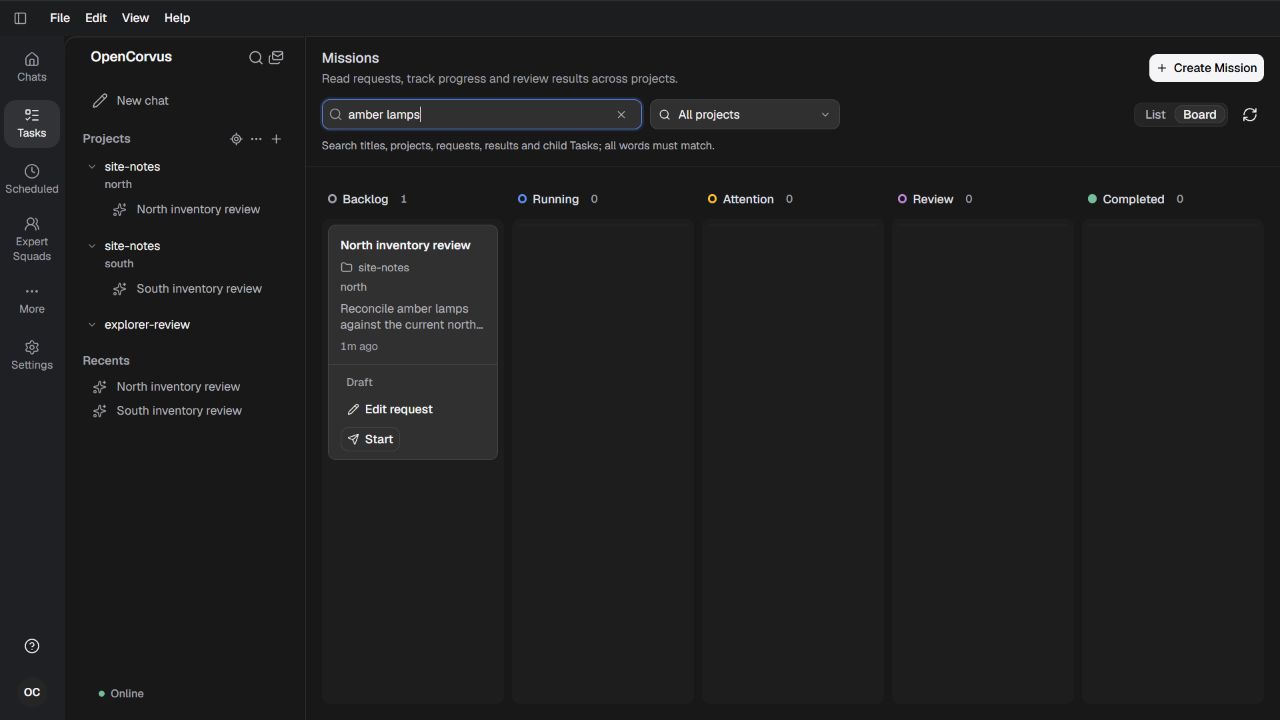 File Edit View Help
Chats
Tasks
Scheduled
Expert
Squads
More
Settings
OC
OpenCorvus
New chat
Projects
site-notes
north
North inventory review
site-notes
south
South inventory review
explorer-review
Recents
North inventory review
South inventory review
Online
Missions
Read requests, track progress and review results across projects.
Create Mission
amber lamps
All projects
List Board
Search titles, projects, requests, results and child Tasks; all words must match.
Backlog 1
Running 0
Attention 0
Review 0
Completed 0
North inventory review
site-notes
north
Reconcile amber lamps
against the current north…
1m ago
Draft
Edit request
Start